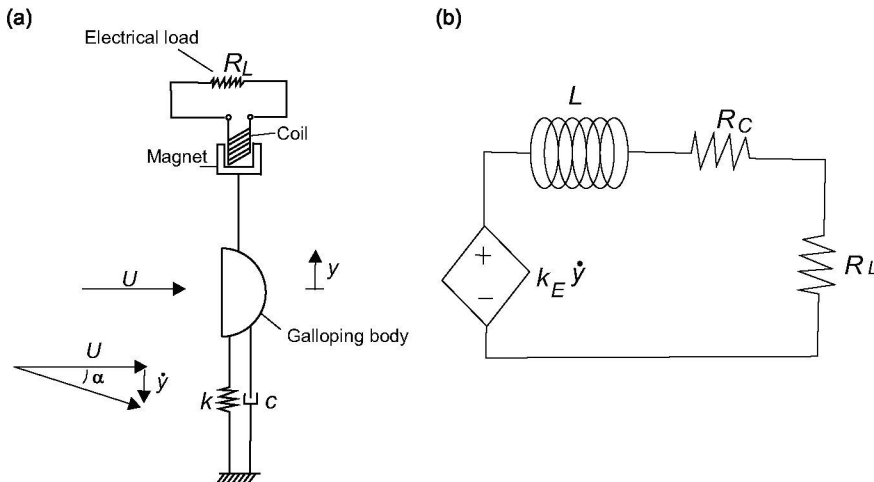 (a)
Electrical load
R_L
Coil
Magnet
y
U
Galloping body
U
α
ẏ
k
c
(b)
L
R_C
+
−
k_E ẏ
R_L